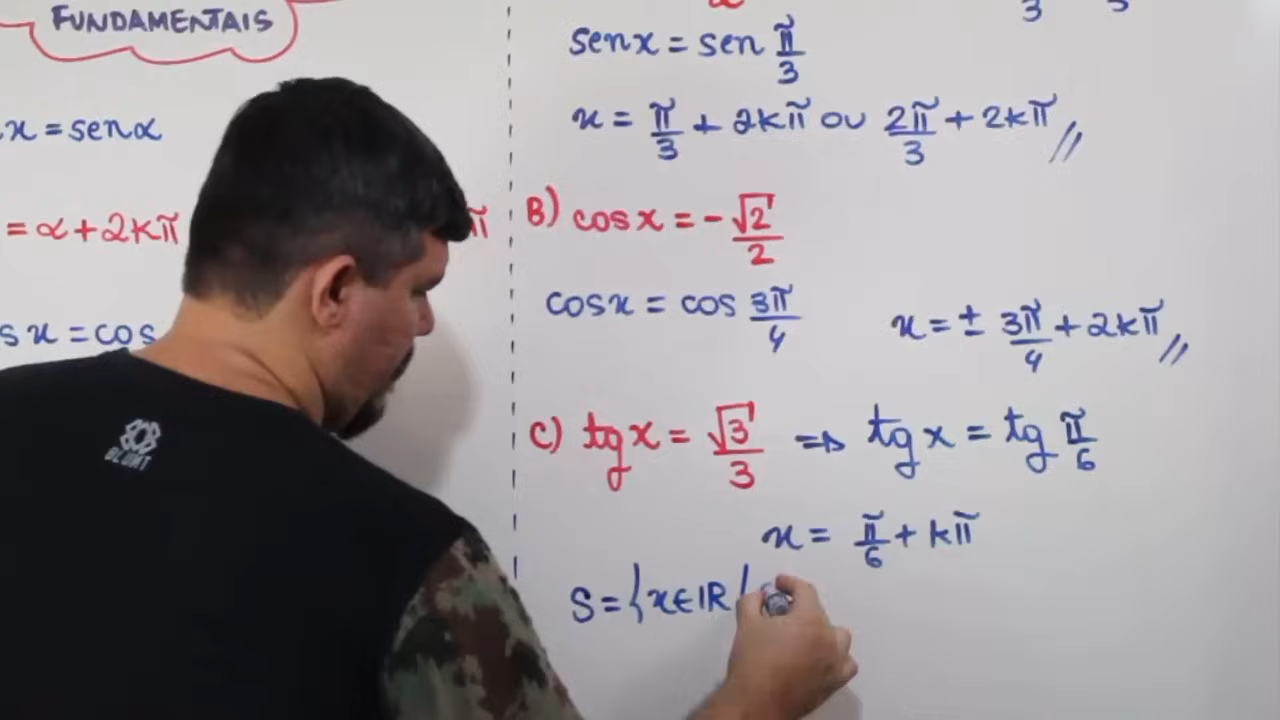 FUNDAMENTAIS
x = sen α
= α + 2kπ
π
s x = cos
sen x = sen π/3
x = π/3 + 2kπ ou 2π/3 + 2kπ //
B) cos x = - √2/2
cos x = cos 3π/4
x = ± 3π/4 + 2kπ //
C) tg x = √3/3 ⇒ tg x = tg π/6
x = π/6 + kπ
S = { x ∈ IR /